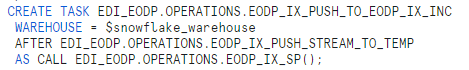 CREATE TASK EDI_EODP.OPERATIONS.EODP_IX_PUSH_TO_EODP_IX_INC
WAREHOUSE = $snowflake_warehouse
AFTER EDI_EODP.OPERATIONS.EODP_IX_PUSH_STREAM_TO_TEMP
AS CALL EDI_EODP.OPERATIONS.EODP_IX_SP();